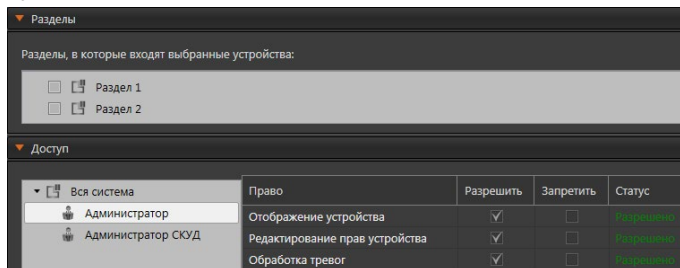 Разделы
Разделы, в которые входят выбранные устройства:
Раздел 1
Раздел 2
Доступ
Вся система
Администратор
Администратор СКУД
Право Разрешить Запретить Статус
Отображение устройства Разрешено
Редактирование прав устройства Разрешено
Обработка тревог Разрешено